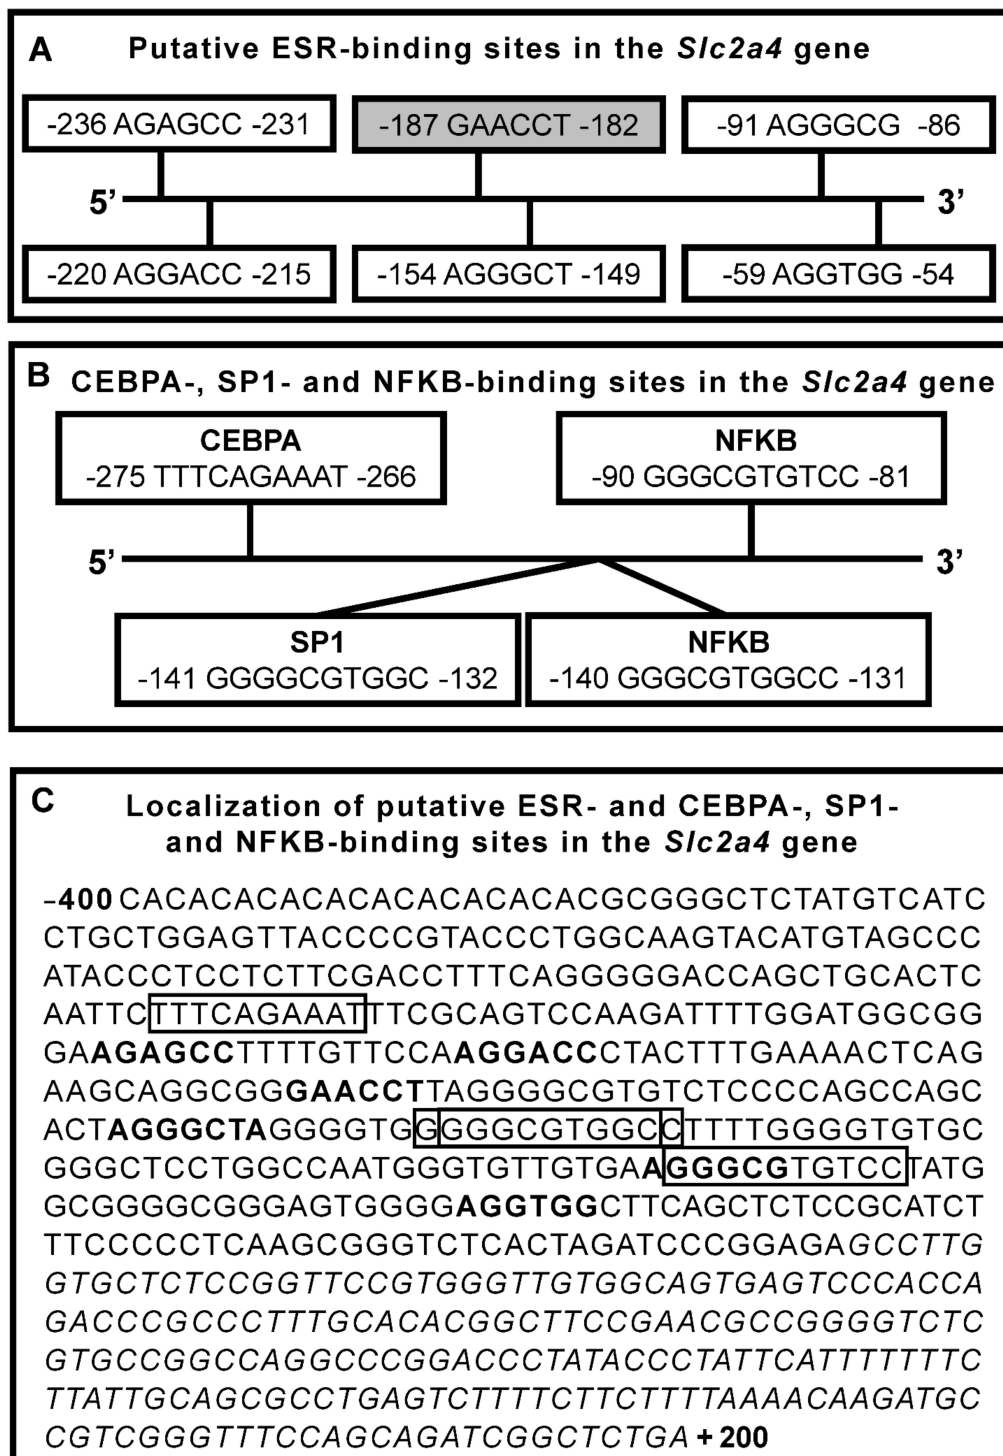 A Putative ESR-binding sites in the Slc2a4 gene
-236 AGAGCC -231
-187 GAACCT -182
-91 AGGGCG -86
5’
3’
-220 AGGACC -215
-154 AGGGCT -149
-59 AGGTGG -54
B CEBPA-, SP1- and NFKB-binding sites in the Slc2a4 gene
CEBPA
-275 TTTCAGAAAT -266
NFKB
-90 GGGCGTGTCC -81
5’
3’
SP1
-141 GGGGCGTGGC -132
NFKB
-140 GGGCGTGGCC -131
C Localization of putative ESR- and CEBPA-, SP1-
and NFKB-binding sites in the Slc2a4 gene
–400 CACACACACACACACACACACGCGGGCTCTATGTCATC
CTGCTGGAGTTACCCCGTACCCTGGCAAGTACATGTAGCCC
ATACCCTCCTCTTCGACCTTTCAGGGGGACCAGCTGCACTC
AATTCTTTCAGAAATTTCGCAGTCCAAGATTTTGGATGGCGG
GAAGAGCCTTTTGTTCCAAGGACCCTACTTTGAAAACTCAG
AAGCAGGCGGGAACCTTAGGGGCGTGTCTCCCCAGCCAGC
ACTAGGGCTAGGGGTGGGGGCGTGGCCTTTTGGGGTGTGC
GGGCTCCTGGCCAATGGGTGTTGTGAAGGGCGTGTCCTATG
GCGGGGCGGGAGTGGGGAGGTGGCTTCAGCTCTCCGCATCT
TTCCCCCTCAAGCGGGTCTCACTAGATCCCGGAGAGCCTTG
GTGCTCTCCGGTTCCGTGGGTTGTGGCAGTGAGTCCCACCA
GACCCGCCCTTTGCACACGGCTTCCGAACGCCGGGGTCTC
GTGCCGGCCAGGCCCGGACCCTATACCCTATTCATTTTTTTC
TTATTGCAGCGCCTGAGTCTTTTCTTCTTTTAAAACAAGATGC
CGTCGGGTTTCCAGCAGATCGGCTCTGA + 200